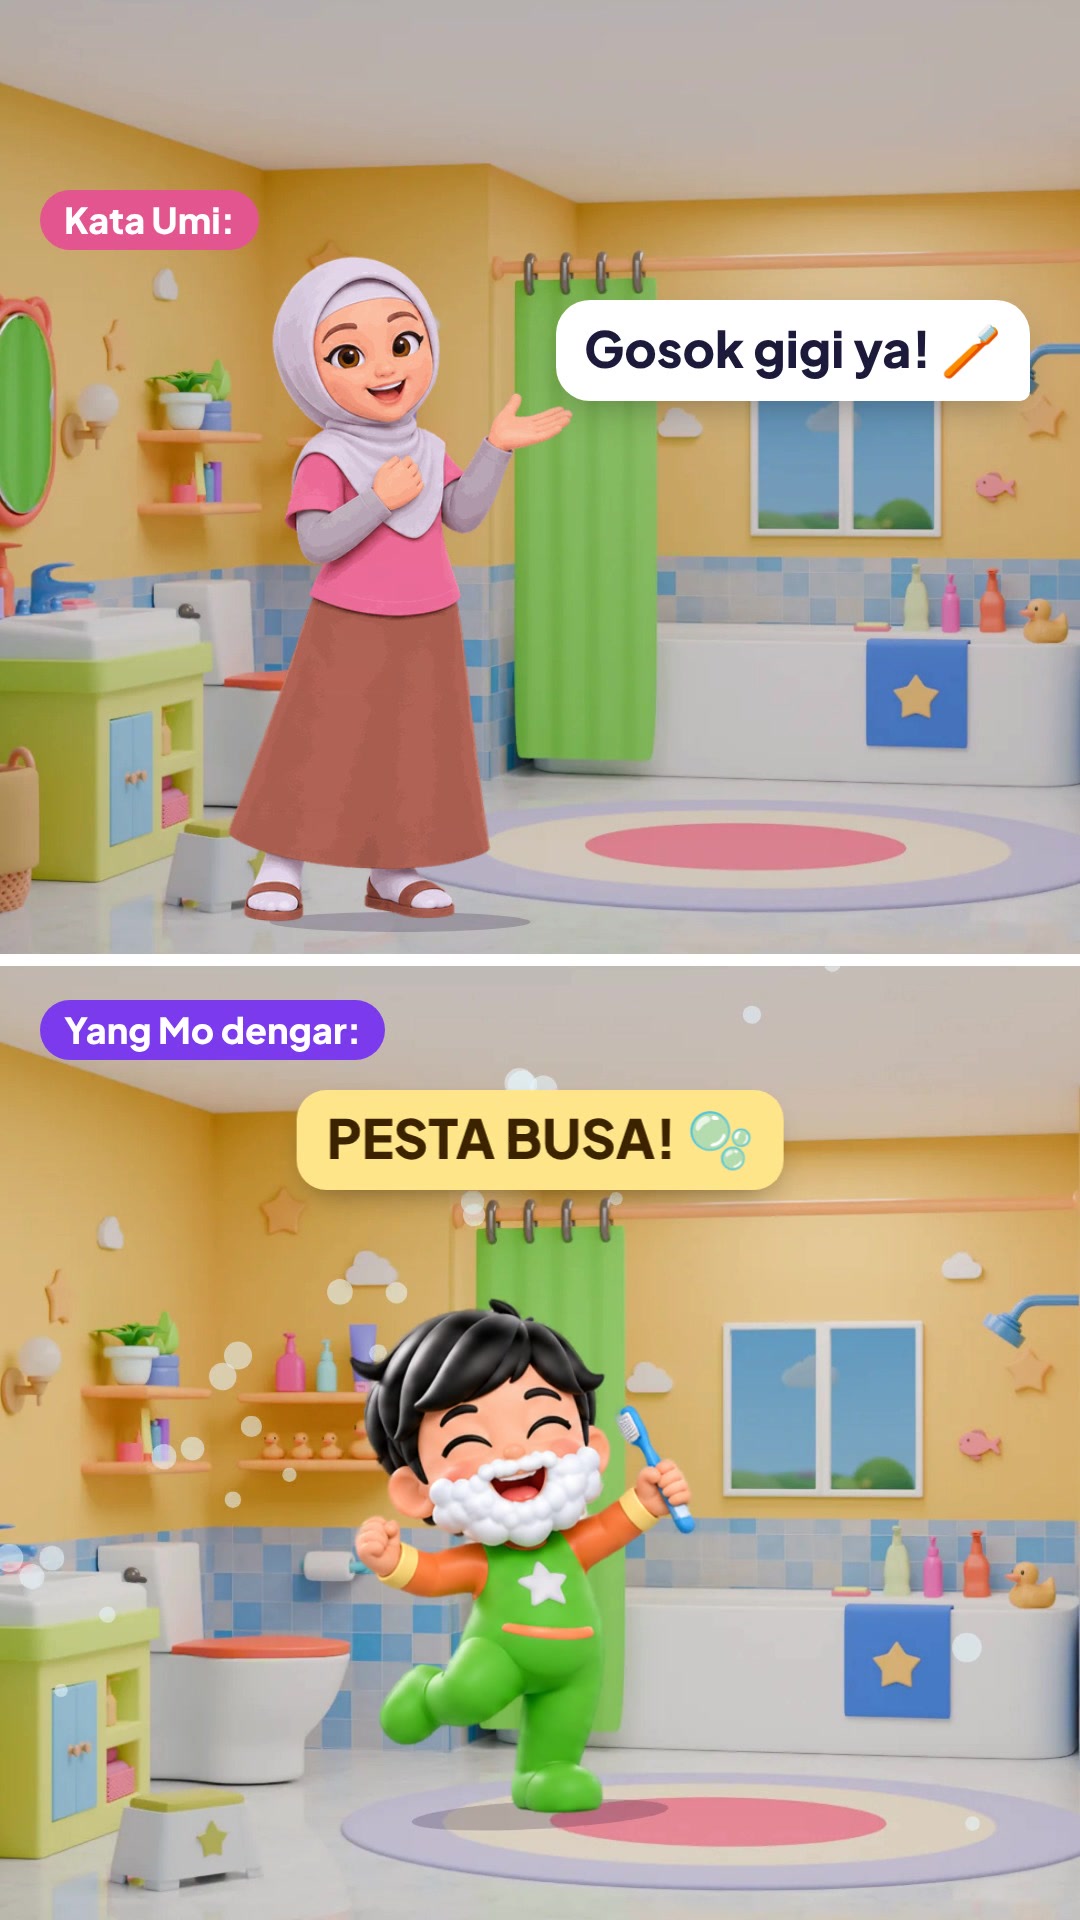 Kata Umi:
Gosok gigi ya! 🪥
Yang Mo dengar:
PESTA BUSA! 🫧